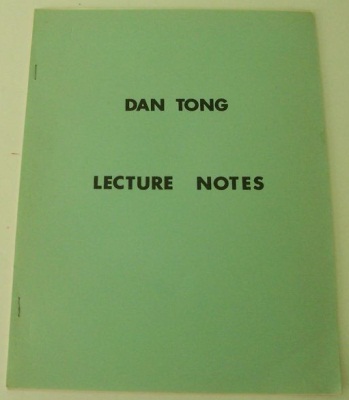 DAN TONG
LECTURE NOTES